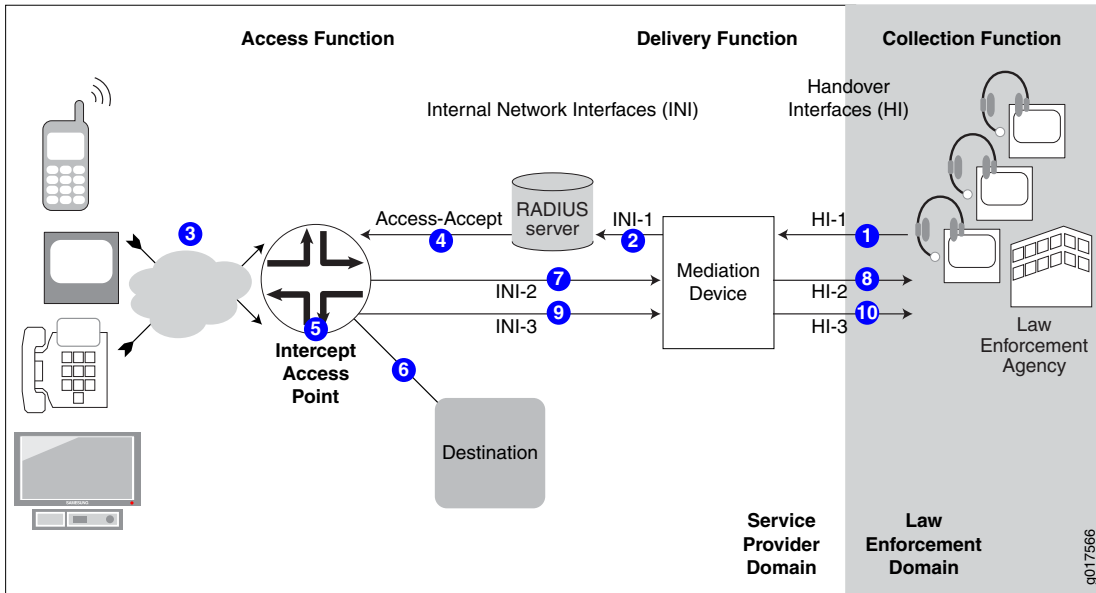 Access Function
Delivery Function
Collection Function
Internal Network Interfaces (INI)
Handover
Interfaces (HI)
RADIUS
server
Access-Accept
INI-1
HI-1
3
4
2
1
Mediation
Device
7
8
INI-2
HI-2
9
10
INI-3
HI-3
5
Intercept
Access
Point
6
Law
Enforcement
Agency
Destination
SAMSUNG
Service
Provider
Domain
Law
Enforcement
Domain
g017566